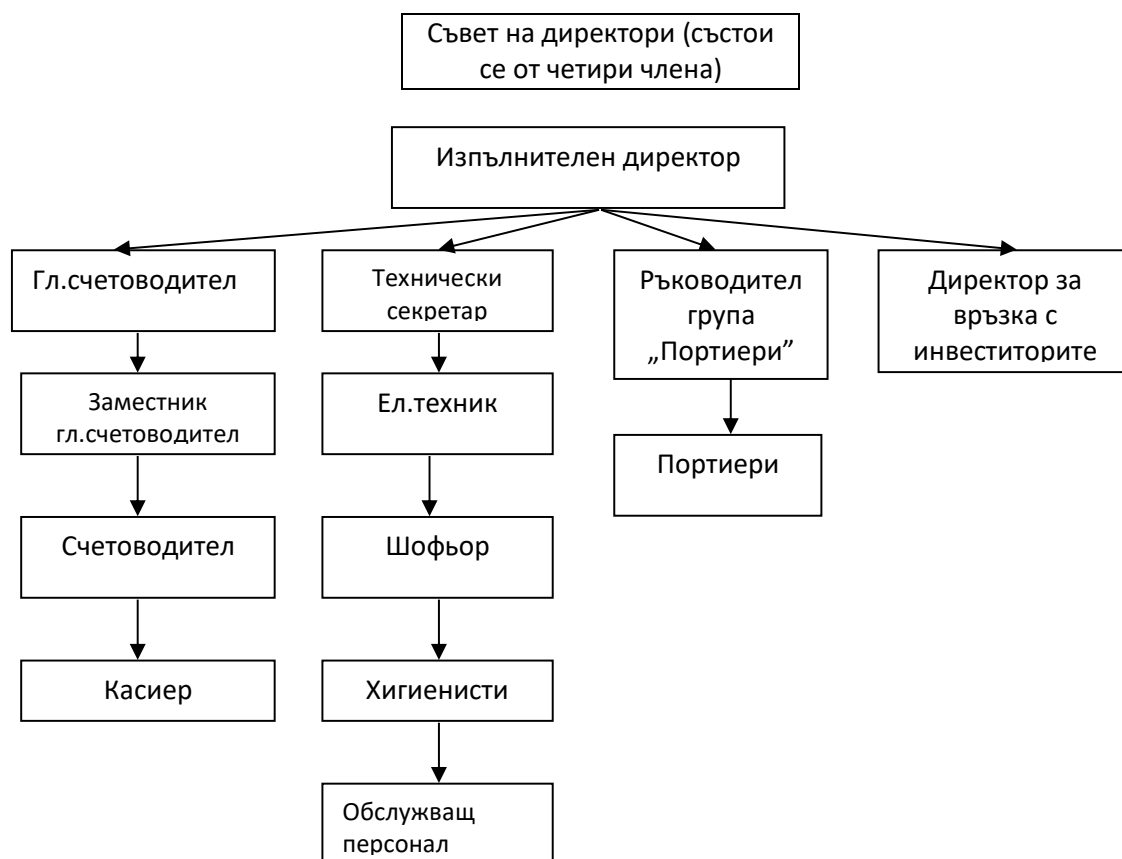 Съвет на директори (състои
се от четири члена)
Изпълнителен директор
Гл.счетоводител
Технически
секретар
Ръководител
група
„Портиери”
Директор за
връзка с
инвеститорите
Заместник
гл.счетоводител
Ел.техник
Портиери
Счетоводител
Шофьор
Касиер
Хигиенисти
Обслужващ
персонал